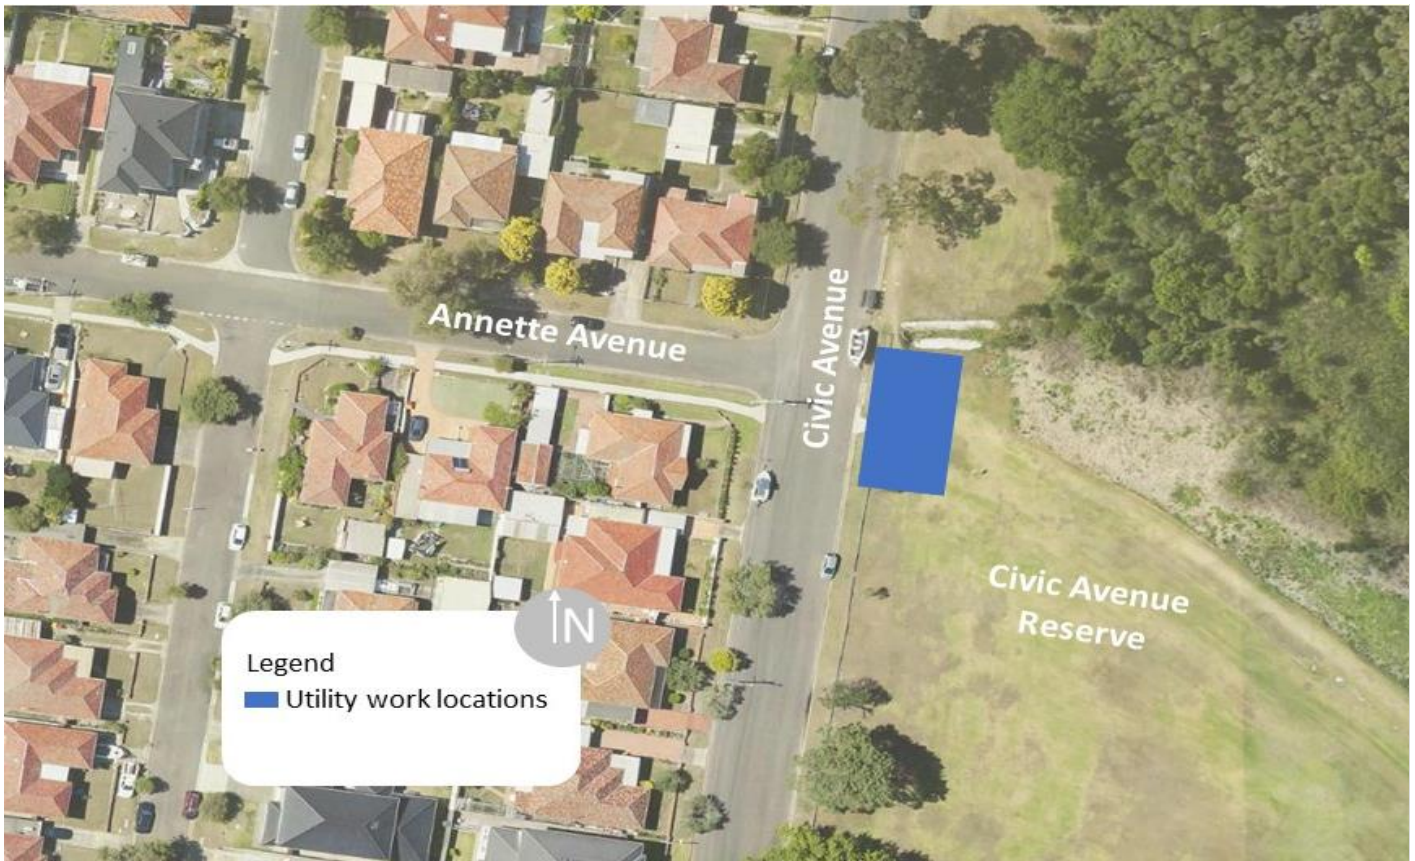 Annette Avenue
Civic Avenue
Civic Avenue
Reserve
N
Legend
Utility work locations